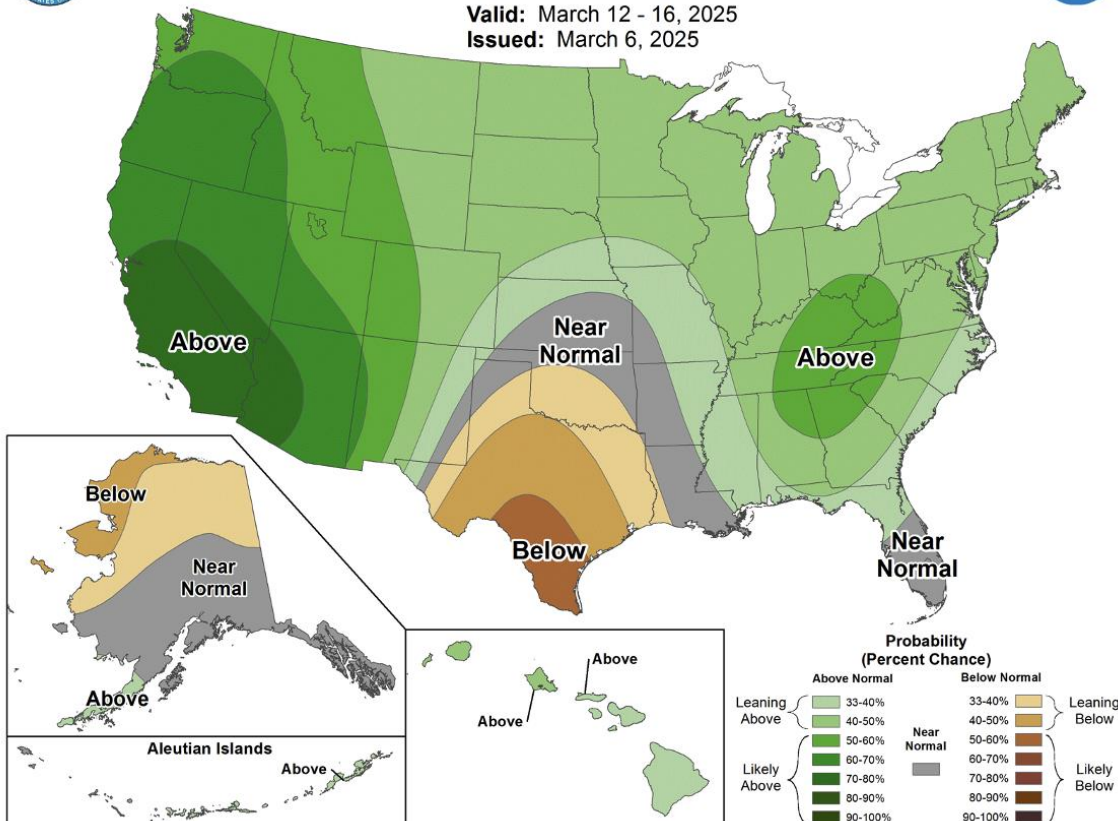 Valid: March 12 - 16, 2025
Issued: March 6, 2025
Above
Near
Normal
Above
Below
Near
Normal
Below
Near
Normal
Above
Aleutian Islands
Above
Above
Above
Probability
(Percent Chance)
Above Normal
Below Normal
Leaning
Above
33-40%
40-50%
Likely
Above
50-60%
60-70%
70-80%
80-90%
90-100%
Near
Normal
33-40%
40-50%
Leaning
Below
50-60%
60-70%
70-80%
80-90%
90-100%
Likely
Below